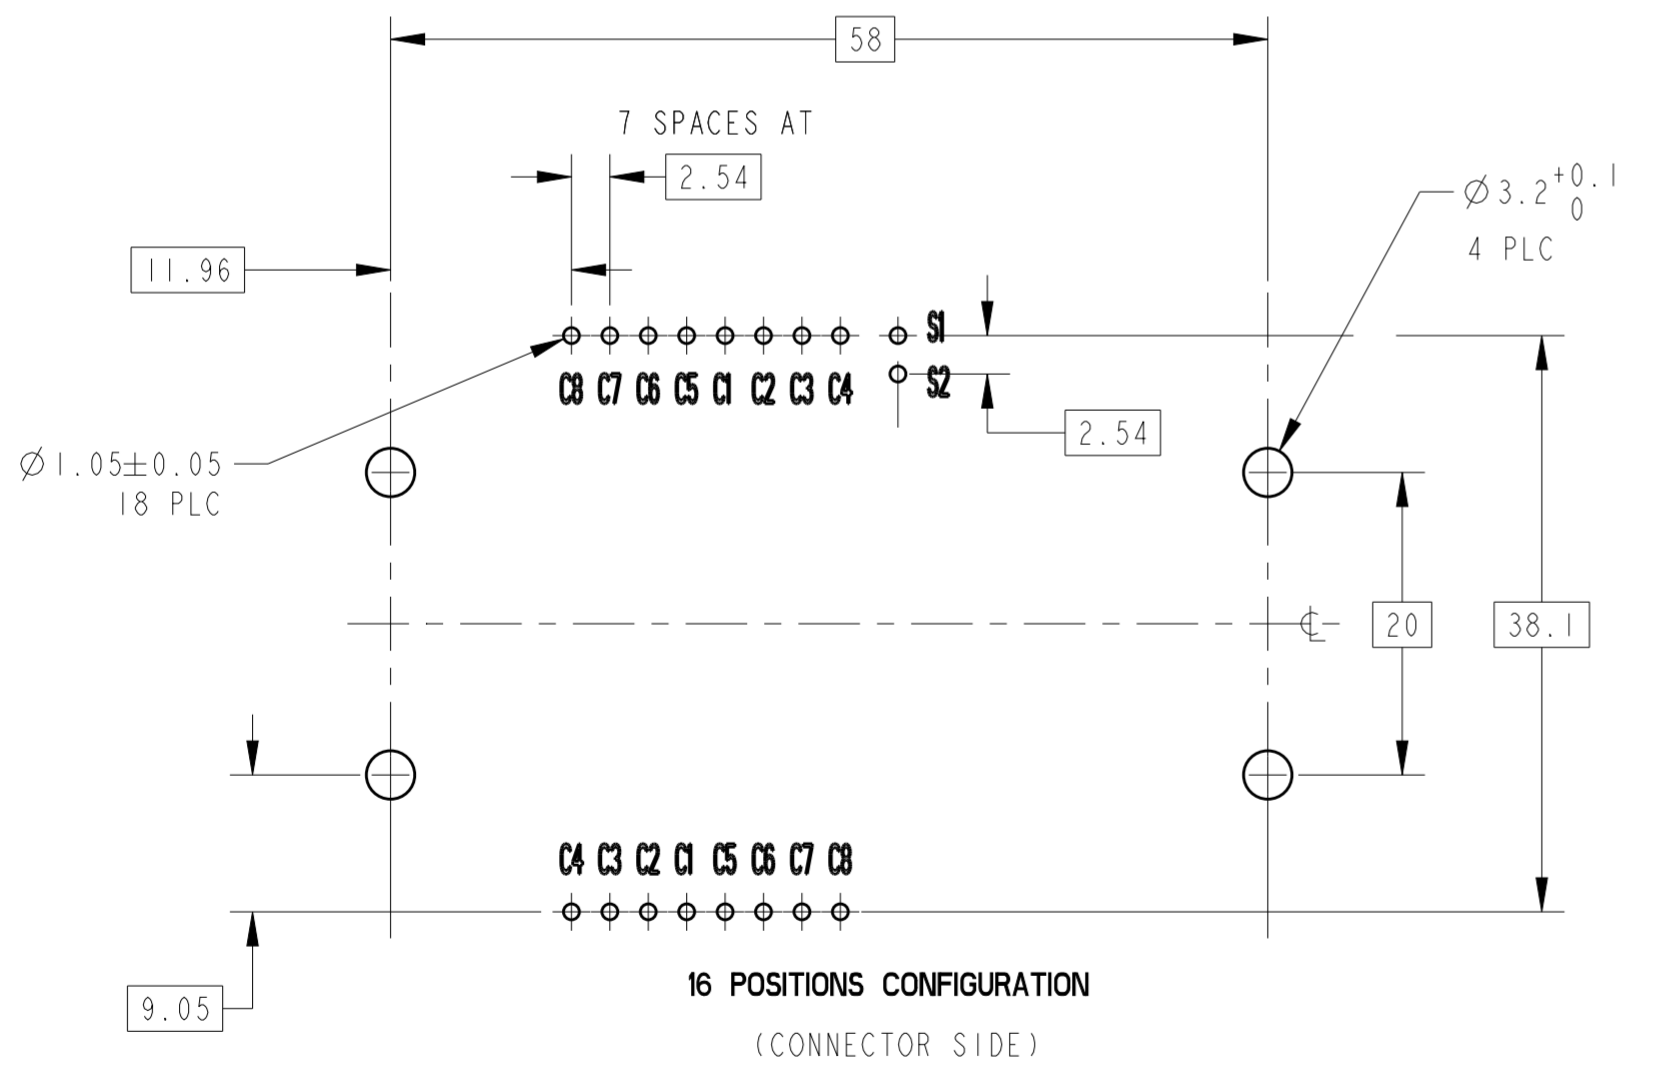 58
7 SPACES AT
2.54
Ø3.2 +0.1 0
4 PLC
11.96
S1
C8 C7 C6 C5 C1 C2 C3 C4
S2
2.54
Ø1.05±0.05
18 PLC
℄
20
38.1
C4 C3 C2 C1 C5 C6 C7 C8
9.05
16 POSITIONS CONFIGURATION
(CONNECTOR SIDE)